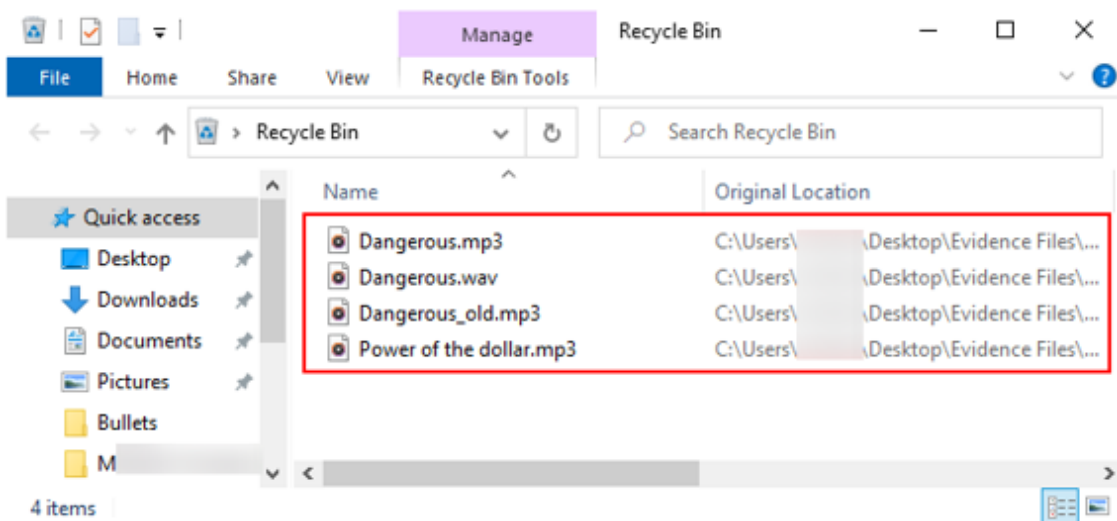 Manage
Recycle Bin
File
Home
Share
View
Recycle Bin Tools
Recycle Bin
Search Recycle Bin
Name
Original Location
Quick access
Desktop
Downloads
Documents
Pictures
Bullets
M
Dangerous.mp3
C:\Users\ \Desktop\Evidence Files\...
Dangerous.wav
C:\Users\ \Desktop\Evidence Files\...
Dangerous_old.mp3
C:\Users\ \Desktop\Evidence Files\...
Power of the dollar.mp3
C:\Users\ \Desktop\Evidence Files\...
4 items